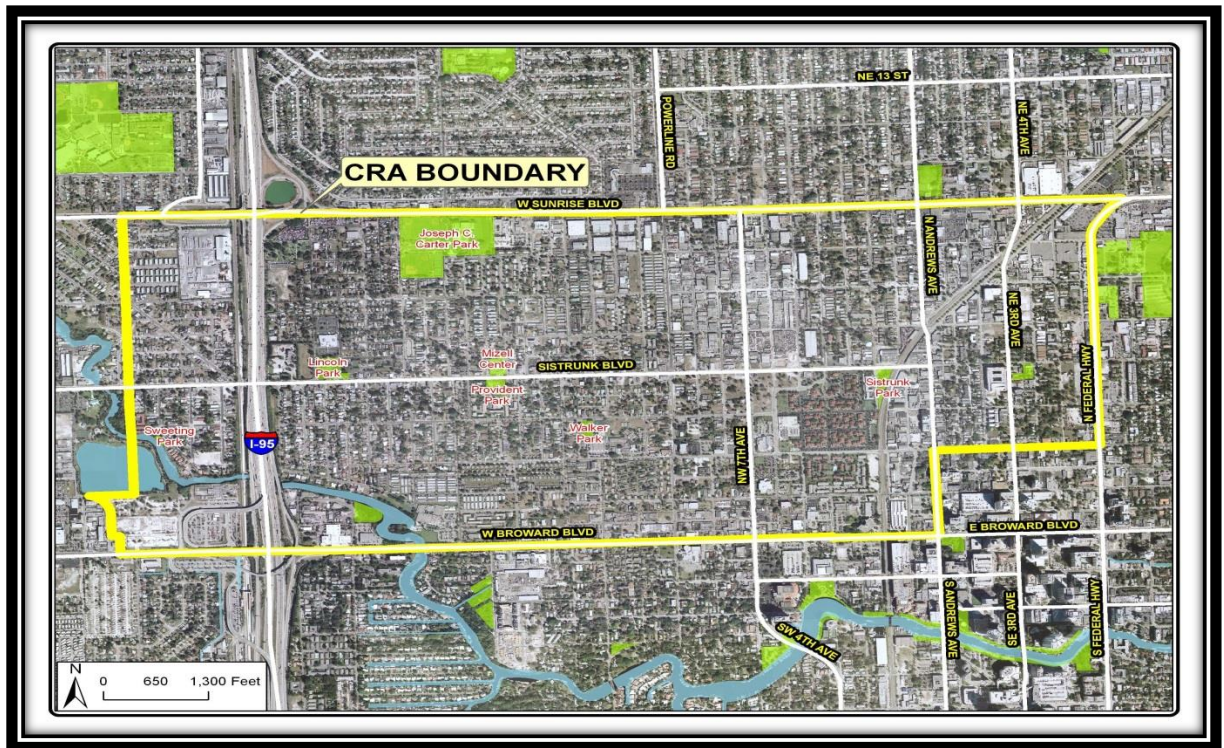 NE 13 ST
POWERLINE RD
NE 4TH AVE
CRA BOUNDARY
W SUNRISE BLVD
Joseph C
Carter Park
N ANDREWS AVE
NE 3RD AVE
N FEDERAL HWY
Lincoln
Park
Mizell
Center
SISTRUNK BLVD
Provident
Park
Sistrunk
Park
Sweeting
Park
I-95
Walker
Park
NW 7TH AVE
W BROWARD BLVD
E BROWARD BLVD
S ANDREWS AVE
SE 3RD AVE
S FEDERAL HWY
SW 4TH AVE
N
0 650 1,300 Feet